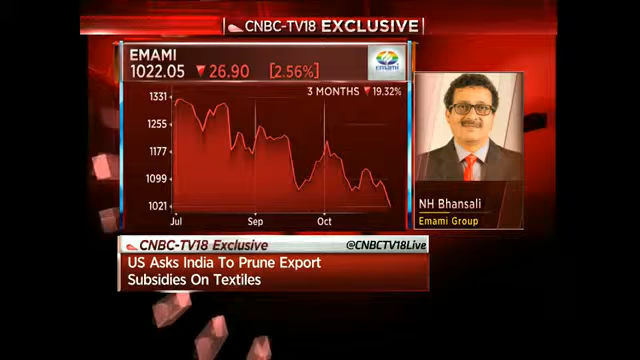 CNBC-TV18 EXCLUSIVE
EMAMI
1022.05 ▼ 26.90 [2.56%]
emami
3 MONTHS ▼ 19.32%
1331
1255
1177
1099
1021
Jul Sep Oct
NH Bhansali
Emami Group
CNBC-TV18 Exclusive @CNBCTV18Live
US Asks India To Prune Export
Subsidies On Textiles